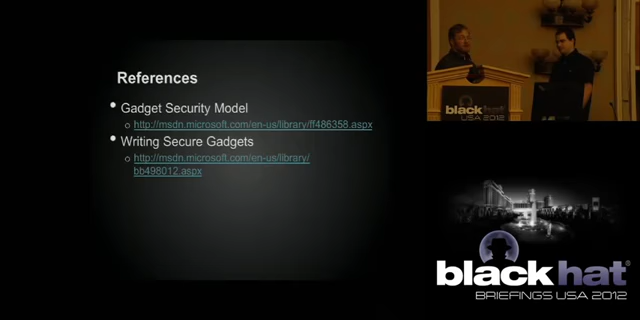 References
• Gadget Security Model
o http://msdn.microsoft.com/en-us/library/ff486358.aspx
• Writing Secure Gadgets
o http://msdn.microsoft.com/en-us/library/
bb498012.aspx
black hat
USA 2012
black hat®
BRIEFINGS USA 2012